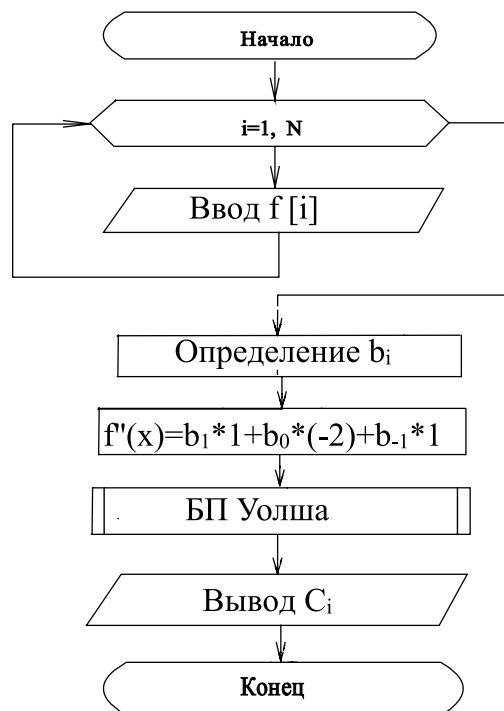 Начало
i=1, N
Ввод f [i]
Определение bᵢ
f"(x)=b₁*1+b₀*(-2)+b₋₁*1
БП Уолша
Вывод Cᵢ
Конец